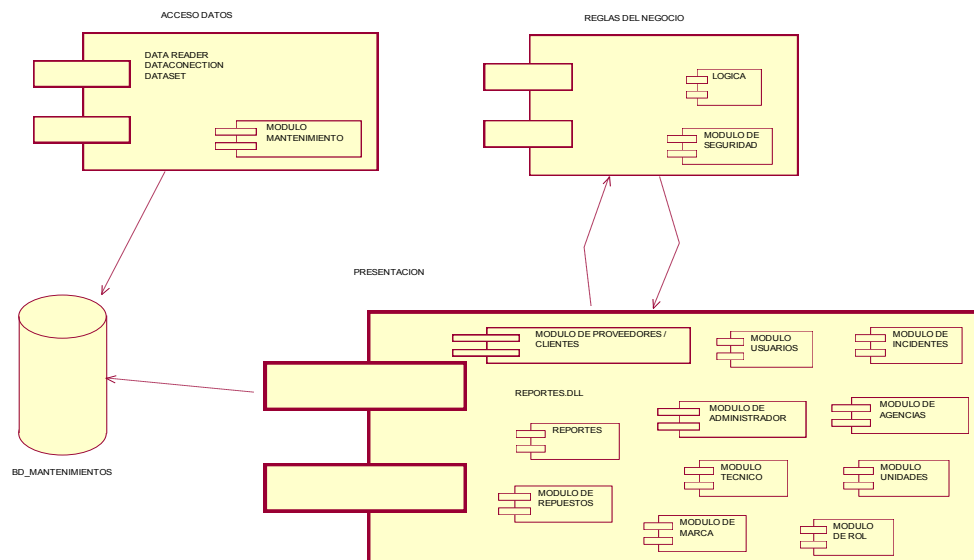 ACCESO DATOS
DATA READER
DATACONECTION
DATASET
MODULO
MANTENIMIENTO
REGLAS DEL NEGOCIO
LOGICA
MODULO DE
SEGURIDAD
PRESENTACION
MODULO DE PROVEEDORES /
CLIENTES
MODULO
USUARIOS
MODULO DE
INCIDENTES
REPORTES.DLL
MODULO DE
ADMINISTRADOR
MODULO DE
AGENCIAS
REPORTES
MODULO
TECNICO
MODULO
UNIDADES
MODULO DE
REPUESTOS
MODULO DE
MARCA
MODULO
DE ROL
BD_MANTENIMIENTOS